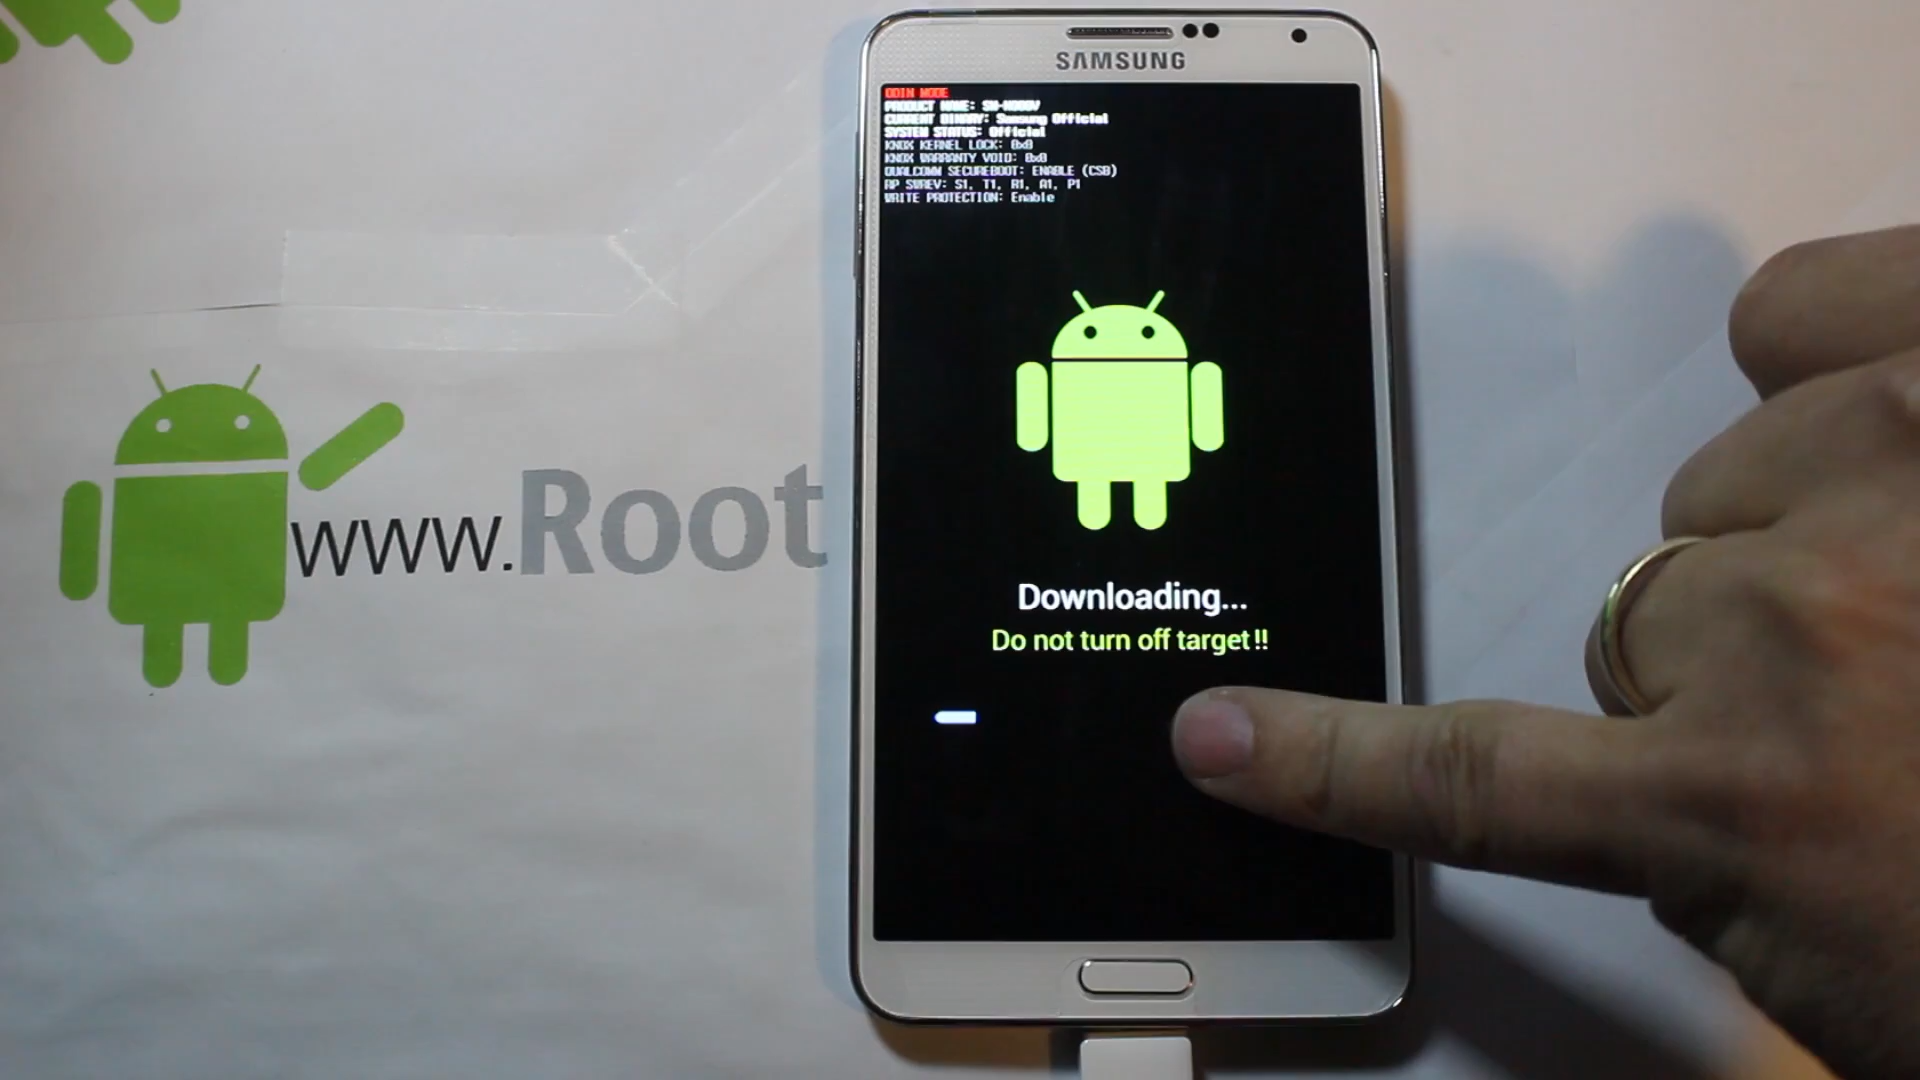 SAMSUNG
ODIN MODE
PRODUCT NAME: SM-N900V
CURRENT BINARY: Samsung Official
SYSTEM STATUS: Official
KNOX KERNEL LOCK: 0x0
KNOX WARRANTY VOID: 0x0
QUALCOMM SECUREBOOT: ENABLE (CSB)
RP SWREV: S1, T1, R1, A1, P1
WRITE PROTECTION: Enable
www.Root
Downloading...
Do not turn off target!!